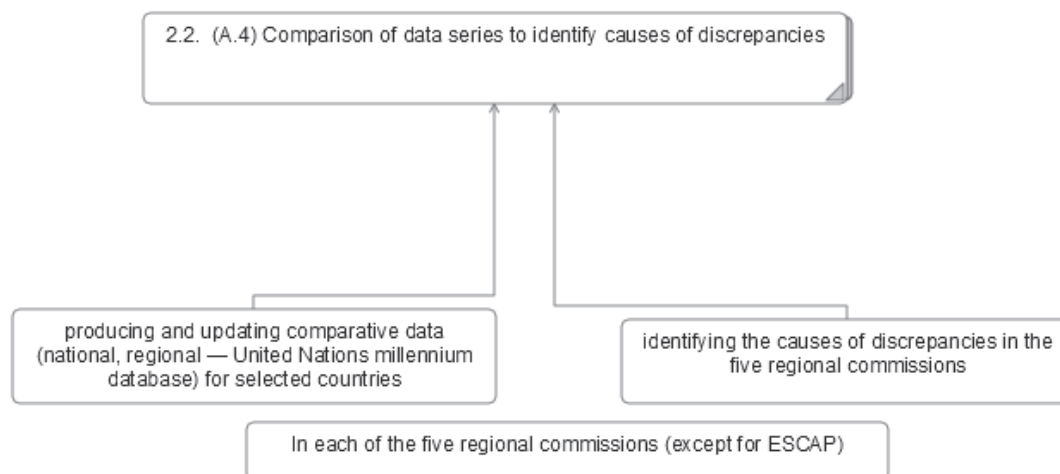 2.2. (A.4) Comparison of data series to identify causes of discrepancies
producing and updating comparative data
(national, regional — United Nations millennium
database) for selected countries
identifying the causes of discrepancies in the
five regional commissions
In each of the five regional commissions (except for ESCAP)